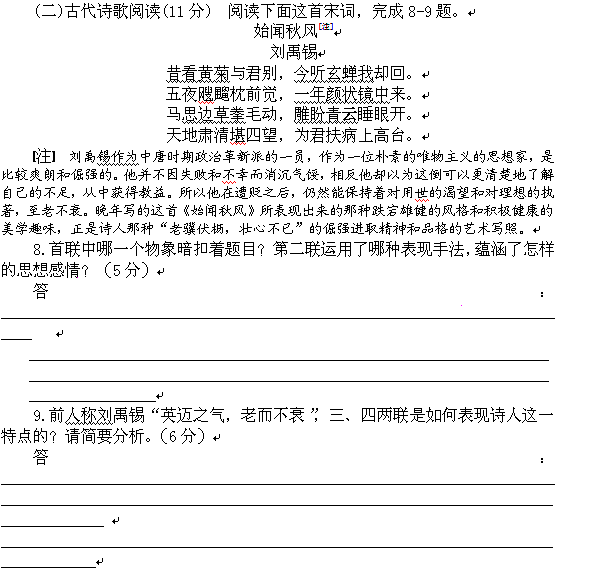 (二)古代诗歌阅读(11分) 阅读下面这首宋词，完成8-9题。
始闻秋风[注]
刘禹锡
昔看黄菊与君别，今听玄蝉我却回。
五夜飕飗枕前觉，一年颜状镜中来。
马思边草拳毛动，雕盼青云睡眼开。
天地肃清堪四望，为君扶病上高台。
[注] 刘禹锡作为中唐时期政治革新派的一员，作为一位朴素的唯物主义的思想家，是
比较爽朗和倔强的。他并不因失败和不幸而消沉气馁，相反他却以为这倒可以更清楚地了解
自己的不足，从中获得教益。所以他在遭贬之后，仍然能保持着对用世的渴望和对理想的执
著，至老不衰。晚年写的这首《始闻秋风》所表现出来的那种跌宕雄健的风格和积极健康的
美学趣味，正是诗人那种“老骥伏枥，壮心不已”的倔强进取精神和品格的艺术写照。
8.首联中哪一个物象暗扣着题目？第二联运用了哪种表现手法,蕴涵了怎样
的思想感情？（5分）
答：
9.前人称刘禹锡“英迈之气，老而不衰”，三、四两联是如何表现诗人这一
特点的？请简要分析。（6分）
答：